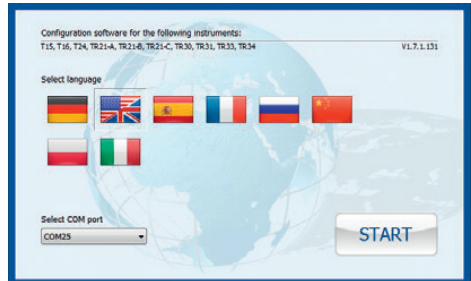 Configuration software for the following instruments:
T15, T16, T24, TR21-A, TR21-B, TR21-C, TR30, TR31, TR33, TR34 V1.7.1.131
Select language
Select COM port
COM25
START